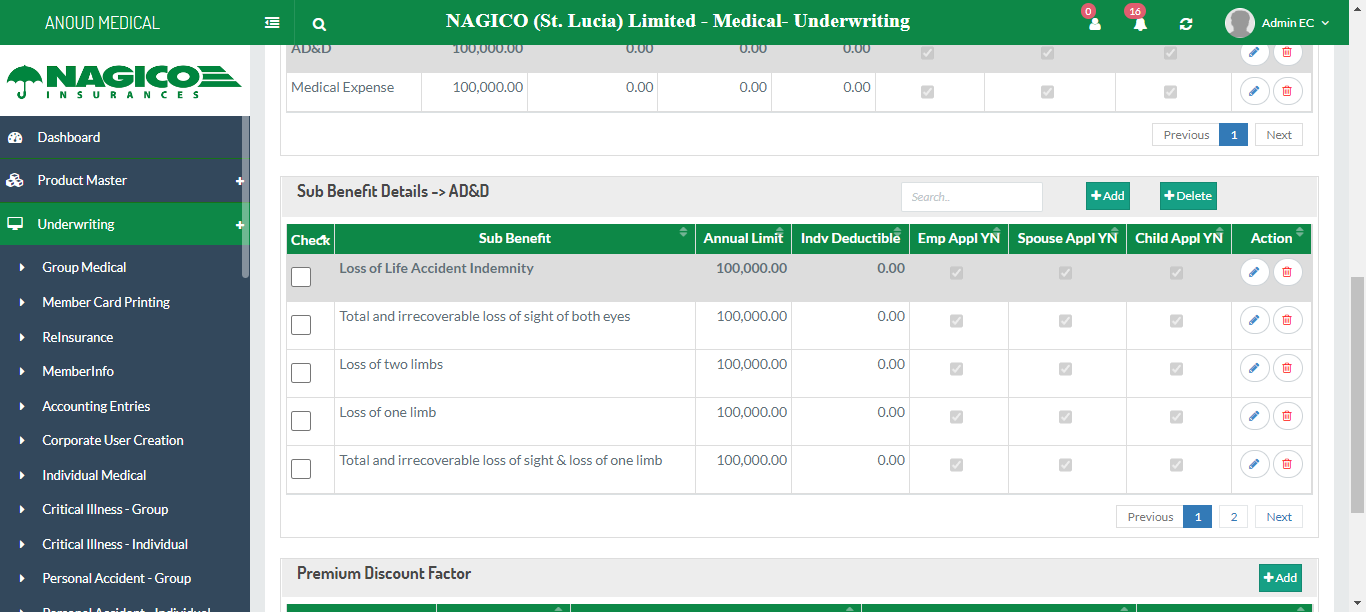 ANOUD MEDICAL
NAGICO (St. Lucia) Limited - Medical- Underwriting
0
16
Admin EC
NAGICO
INSURANCES
Dashboard
Product Master
Underwriting
Group Medical
Member Card Printing
ReInsurance
MemberInfo
Accounting Entries
Corporate User Creation
Individual Medical
Critical Illness - Group
Critical Illness - Individual
Personal Accident - Group
Personal Accident - Individual
AD&D 100,000.00 0.00 0.00 0.00
Medical Expense 100,000.00 0.00 0.00 0.00
Previous 1 Next
Sub Benefit Details -> AD&D
Search..
Add
Delete
Check Sub Benefit Annual Limit Indv Deductible Emp Appl YN Spouse Appl YN Child Appl YN Action
Loss of Life Accident Indemnity 100,000.00 0.00
Total and irrecoverable loss of sight of both eyes 100,000.00 0.00
Loss of two limbs 100,000.00 0.00
Loss of one limb 100,000.00 0.00
Total and irrecoverable loss of sight & loss of one limb 100,000.00 0.00
Previous 1 2 Next
Premium Discount Factor
Add